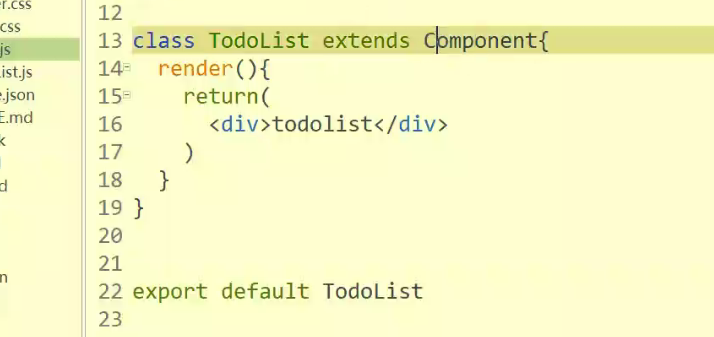 er.css
css
js
ist.js
e.json
E.md
k
d
n
12
13 class TodoList extends Component{
14 render(){
15 return(
16 <div>todolist</div>
17 )
18 }
19 }
20
21
22 export default TodoList
23